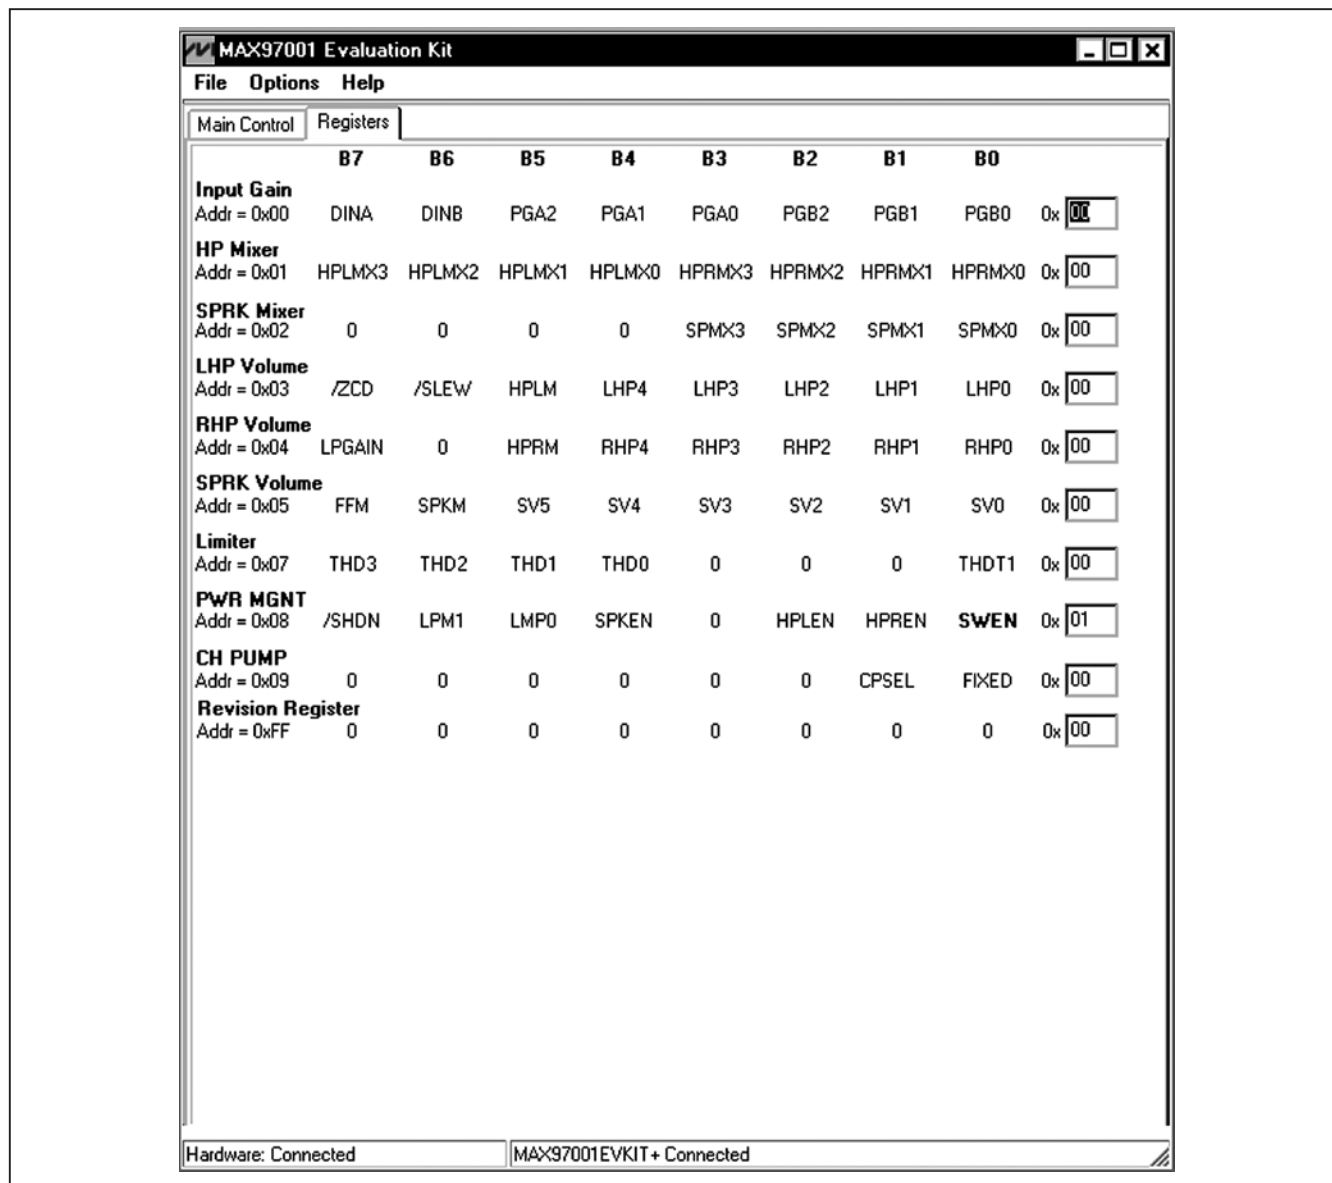 MAX97001 Evaluation Kit
File Options Help
Main Control Registers
B7 B6 B5 B4 B3 B2 B1 B0
Input Gain
Addr = 0x00 DINA DINB PGA2 PGA1 PGA0 PGB2 PGB1 PGB0 0x 00
HP Mixer
Addr = 0x01 HPLMX3 HPLMX2 HPLMX1 HPLMX0 HPRMX3 HPRMX2 HPRMX1 HPRMX0 0x 00
SPRK Mixer
Addr = 0x02 0 0 0 0 SPMX3 SPMX2 SPMX1 SPMX0 0x 00
LHP Volume
Addr = 0x03 /ZCD /SLEW HPLM LHP4 LHP3 LHP2 LHP1 LHP0 0x 00
RHP Volume
Addr = 0x04 LPGAIN 0 HPRM RHP4 RHP3 RHP2 RHP1 RHP0 0x 00
SPRK Volume
Addr = 0x05 FFM SPKM SV5 SV4 SV3 SV2 SV1 SV0 0x 00
Limiter
Addr = 0x07 THD3 THD2 THD1 THD0 0 0 0 THDT1 0x 00
PWR MGNT
Addr = 0x08 /SHDN LPM1 LMP0 SPKEN 0 HPLEN HPREN SWEN 0x 01
CH PUMP
Addr = 0x09 0 0 0 0 0 0 CPSEL FIXED 0x 00
Revision Register
Addr = 0xFF 0 0 0 0 0 0 0 0 0x 00
Hardware: Connected MAX97001EVKIT+ Connected